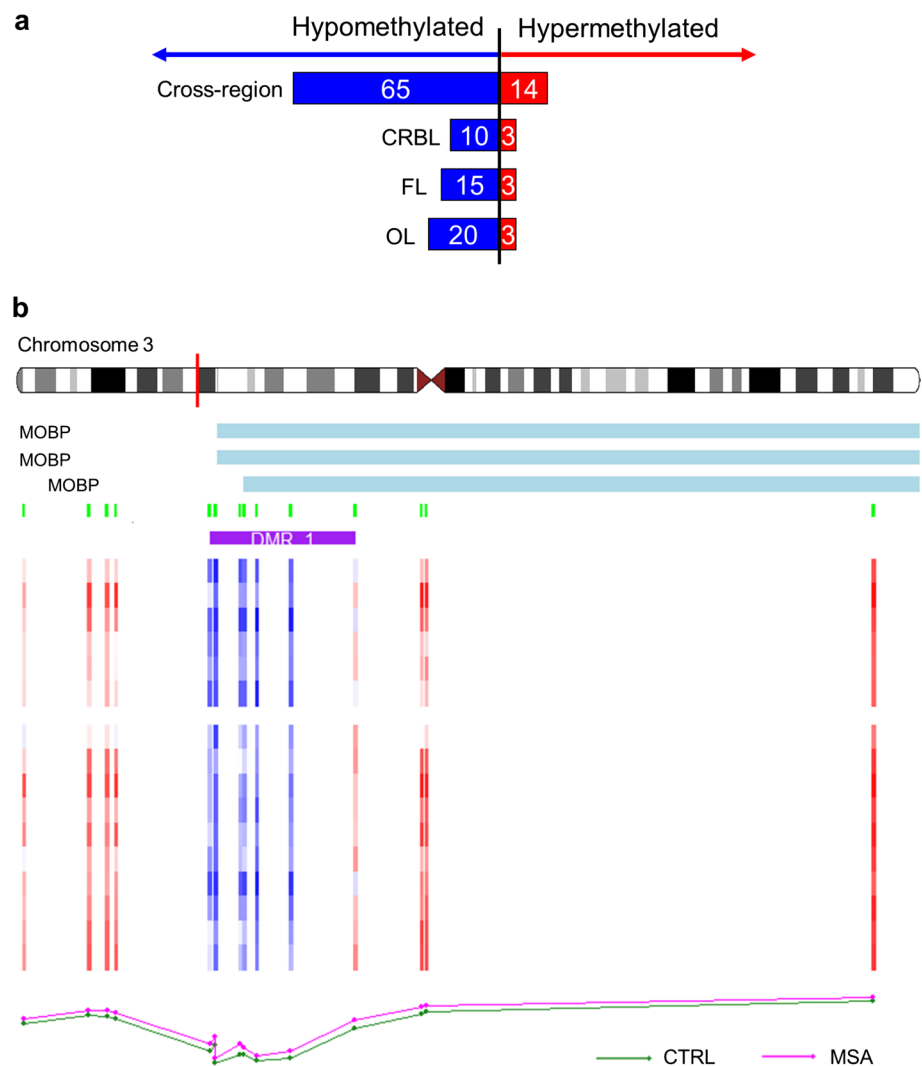 a
Hypomethylated Hypermethylated
Cross-region 65 14
CRBL 10 3
FL 15 3
OL 20 3
b
Chromosome 3
MOBP
MOBP
MOBP
DMR_1
CTRL MSA